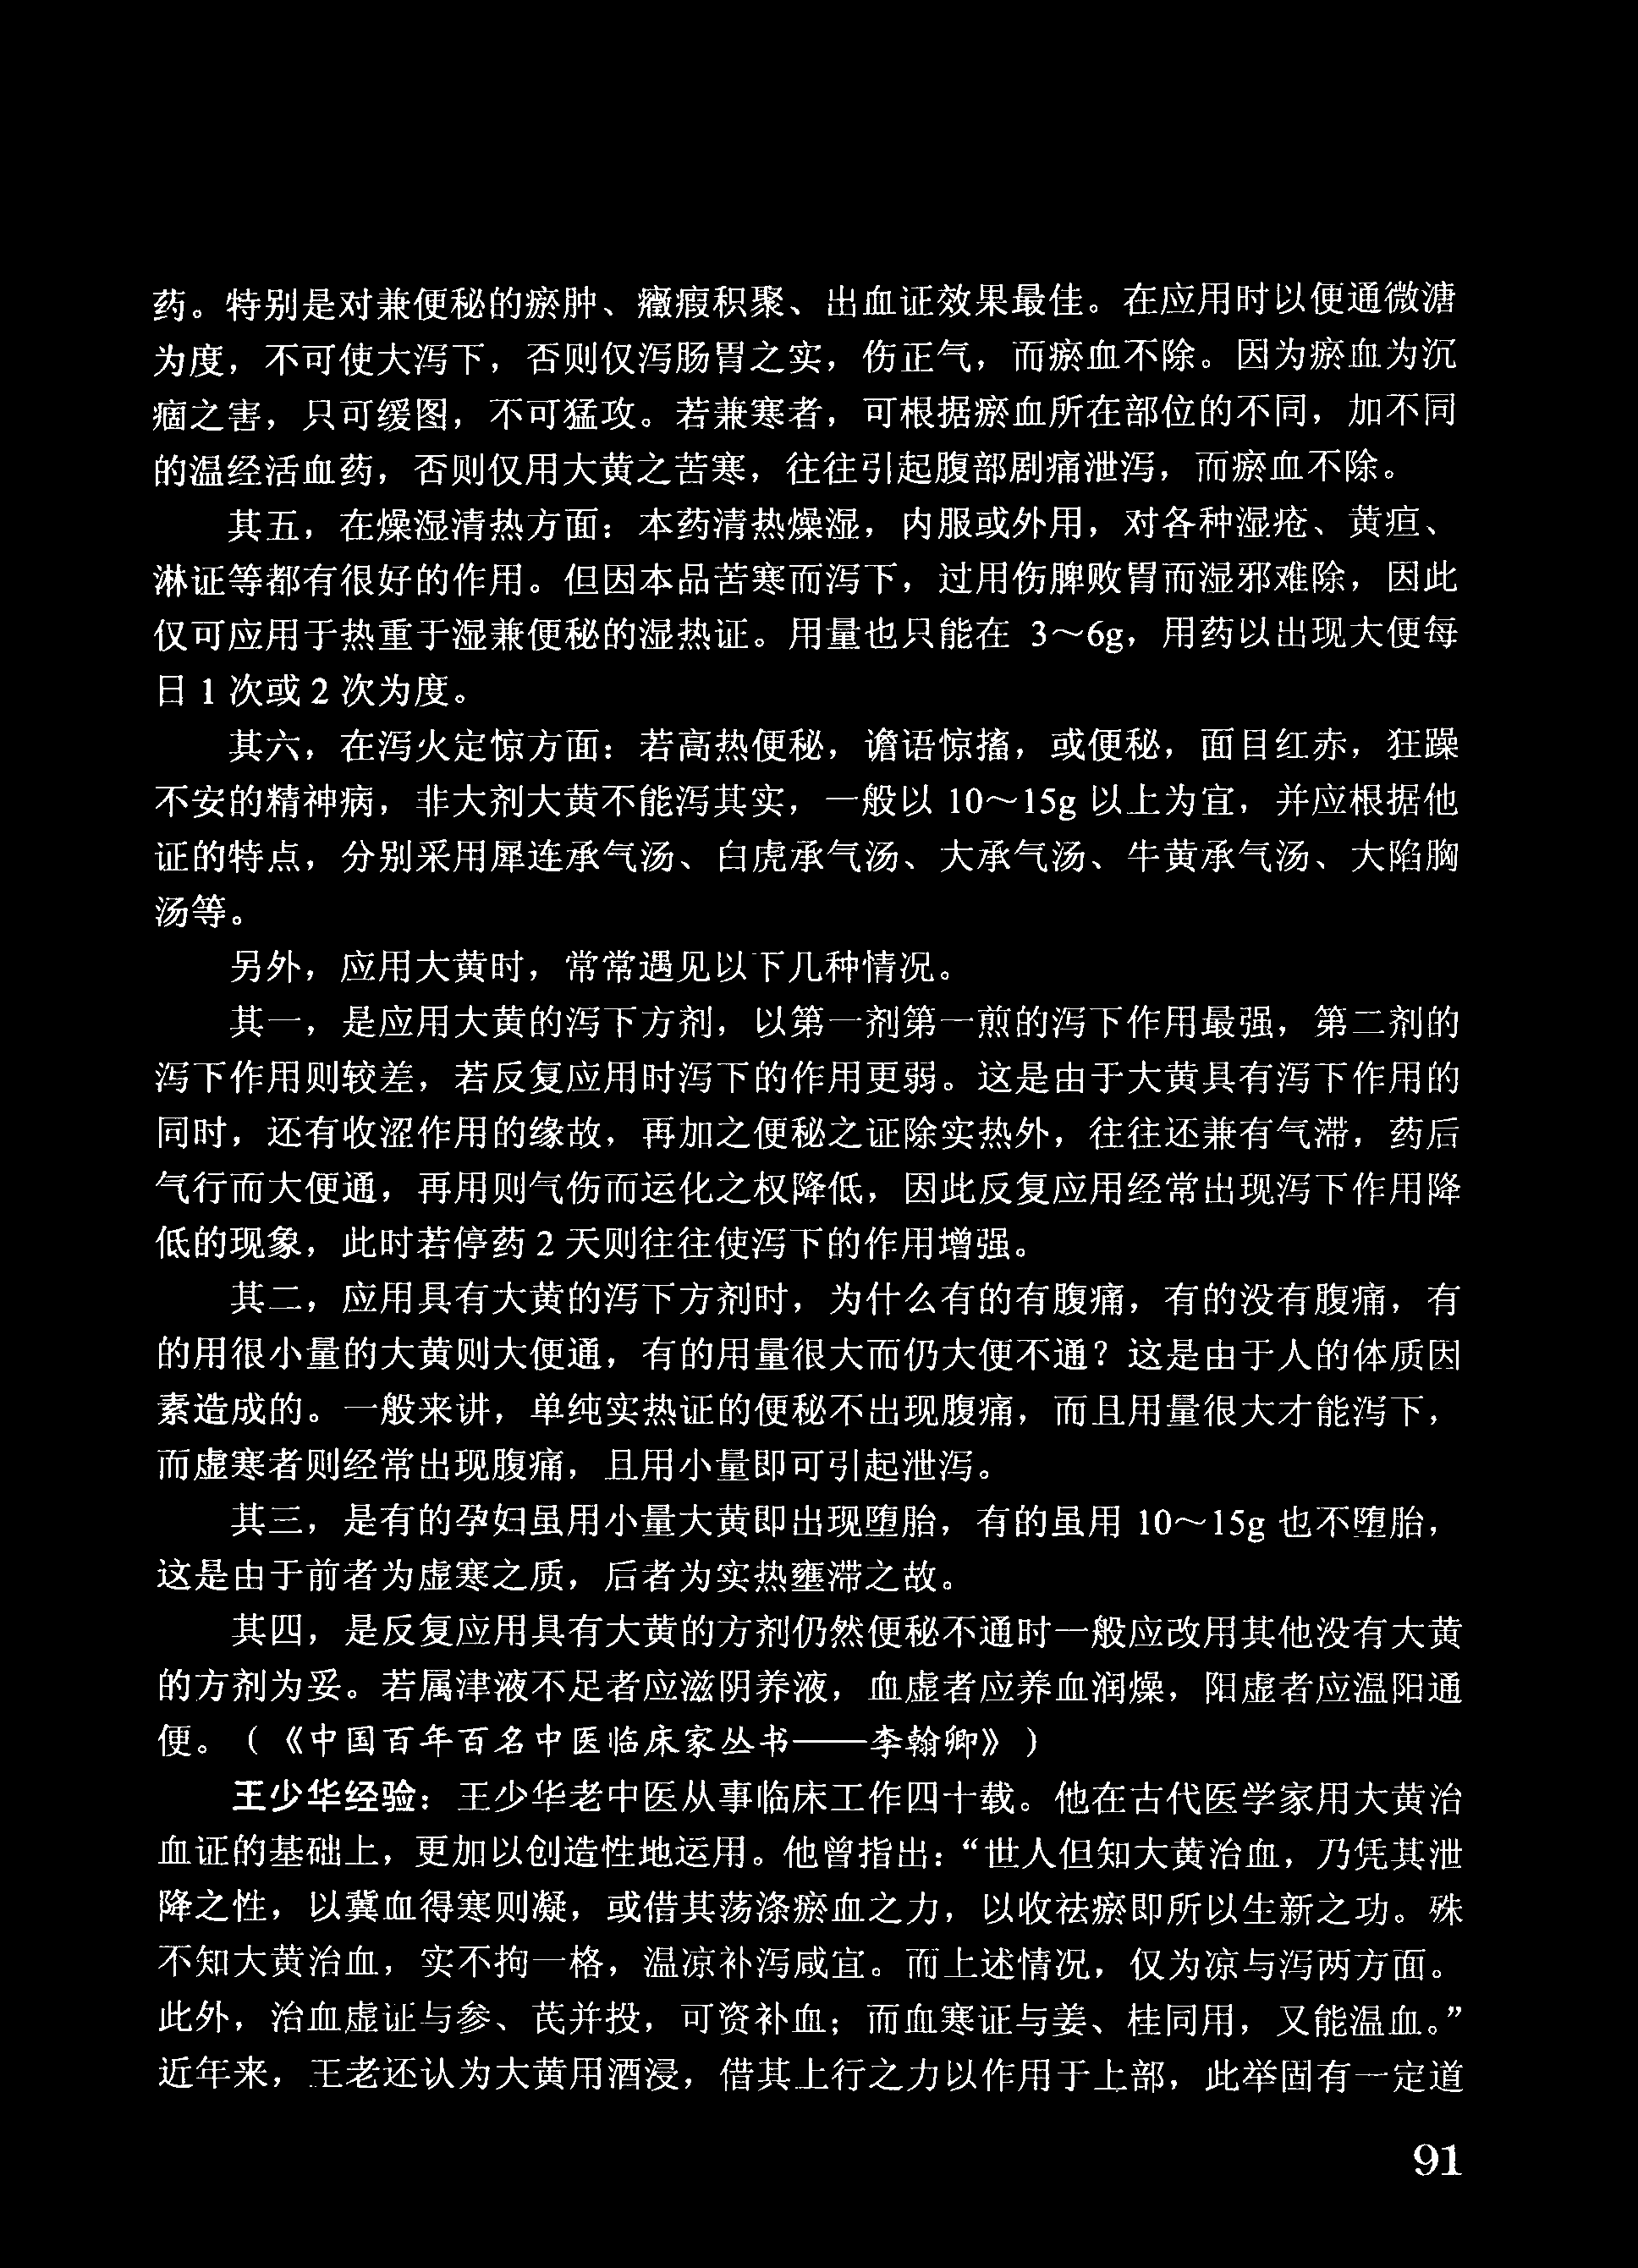 药。特别是对兼便秘的瘀肿、癥瘕积聚、出血证效果最佳。在应用时以便通微溏
为度，不可使大泻下，否则仅泻肠胃之实，伤正气，而瘀血不除。因为瘀血为沉
痼之害，只可缓图，不可猛攻。若兼寒者，可根据瘀血所在部位的不同，加不同
的温经活血药，否则仅用大黄之苦寒，往往引起腹部剧痛泄泻，而瘀血不除。
其五，在燥湿清热方面：本药清热燥湿，内服或外用，对各种湿疮、黄疸、
淋证等都有很好的作用。但因本品苦寒而泻下，过用伤脾败胃而湿邪难除，因此
仅可应用于热重于湿兼便秘的湿热证。用量也只能在 3～6g，用药以出现大便每
日 1 次或 2 次为度。
其六，在泻火定惊方面：若高热便秘，谵语惊搐，或便秘，面目红赤，狂躁
不安的精神病，非大剂大黄不能泻其实，一般以 10～15g 以上为宜，并应根据他
证的特点，分别采用犀连承气汤、白虎承气汤、大承气汤、牛黄承气汤、大陷胸
汤等。
另外，应用大黄时，常常遇见以下几种情况。
其一，是应用大黄的泻下方剂，以第一剂第一煎的泻下作用最强，第二剂的
泻下作用则较差，若反复应用时泻下的作用更弱。这是由于大黄具有泻下作用的
同时，还有收涩作用的缘故，再加之便秘之证除实热外，往往还兼有气滞，药后
气行而大便通，再用则气伤而运化之权降低，因此反复应用经常出现泻下作用降
低的现象，此时若停药 2 天则往往使泻下的作用增强。
其二，应用具有大黄的泻下方剂时，为什么有的有腹痛，有的没有腹痛，有
的用很小量的大黄则大便通，有的用量很大而仍大便不通？这是由于人的体质因
素造成的。一般来讲，单纯实热证的便秘不出现腹痛，而且用量很大才能泻下，
而虚寒者则经常出现腹痛，且用小量即可引起泄泻。
其三，是有的孕妇虽用小量大黄即出现堕胎，有的虽用 10～15g 也不堕胎，
这是由于前者为虚寒之质，后者为实热壅滞之故。
其四，是反复应用具有大黄的方剂仍然便秘不通时一般应改用其他没有大黄
的方剂为妥。若属津液不足者应滋阴养液，血虚者应养血润燥，阳虚者应温阳通
便。（《中国百年百名中医临床家丛书——李翰卿》）
王少华经验：王少华老中医从事临床工作四十载。他在古代医学家用大黄治
血证的基础上，更加以创造性地运用。他曾指出：“世人但知大黄治血，乃凭其泄
降之性，以冀血得寒则凝，或借其荡涤瘀血之力，以收祛瘀即所以生新之功。殊
不知大黄治血，实不拘一格，温凉补泻咸宜。而上述情况，仅为凉与泻两方面。
此外，治血虚证与参、芪并投，可资补血；而血寒证与姜、桂同用，又能温血。”
近年来，王老还认为大黄用酒浸，借其上行之力以作用于上部，此举固有一定道
91